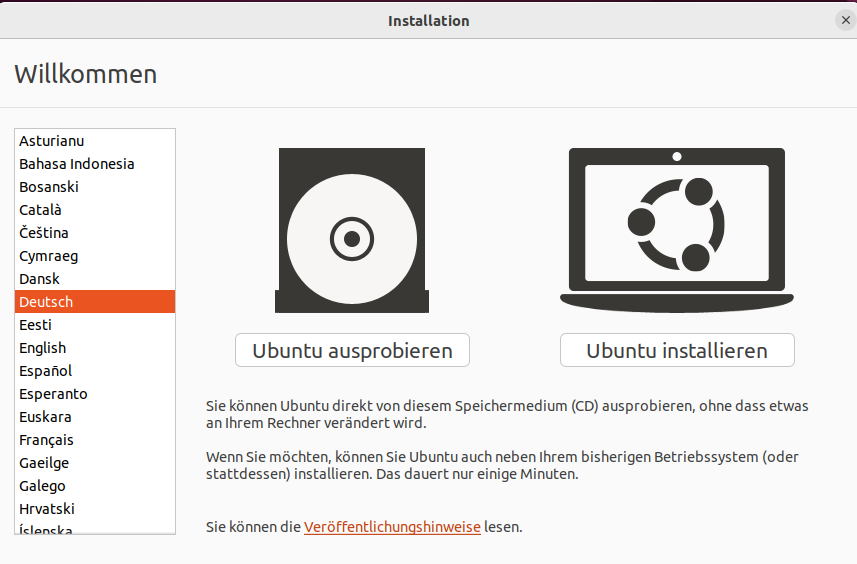 Installation
Willkommen
Asturianu
Bahasa Indonesia
Bosanski
Català
Čeština
Cymraeg
Dansk
Deutsch
Eesti
English
Español
Esperanto
Euskara
Français
Gaeilge
Galego
Hrvatski
Íslenska
Ubuntu ausprobieren
Ubuntu installieren
Sie können Ubuntu direkt von diesem Speichermedium (CD) ausprobieren, ohne dass etwas
an Ihrem Rechner verändert wird.
Wenn Sie möchten, können Sie Ubuntu auch neben Ihrem bisherigen Betriebssystem (oder
stattdessen) installieren. Das dauert nur einige Minuten.
Sie können die Veröffentlichungshinweise lesen.